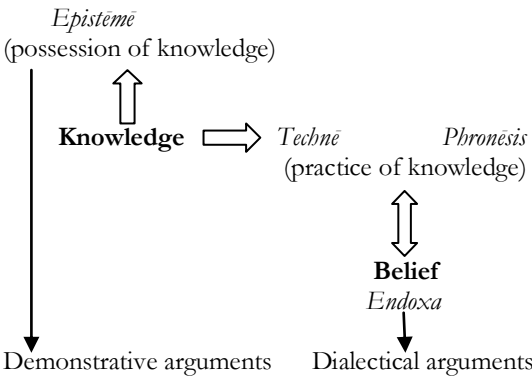 Epistēmē
(possession of knowledge)
Knowledge Technē Phronēsis
(practice of knowledge)
Belief
Endoxa
Demonstrative arguments Dialectical arguments